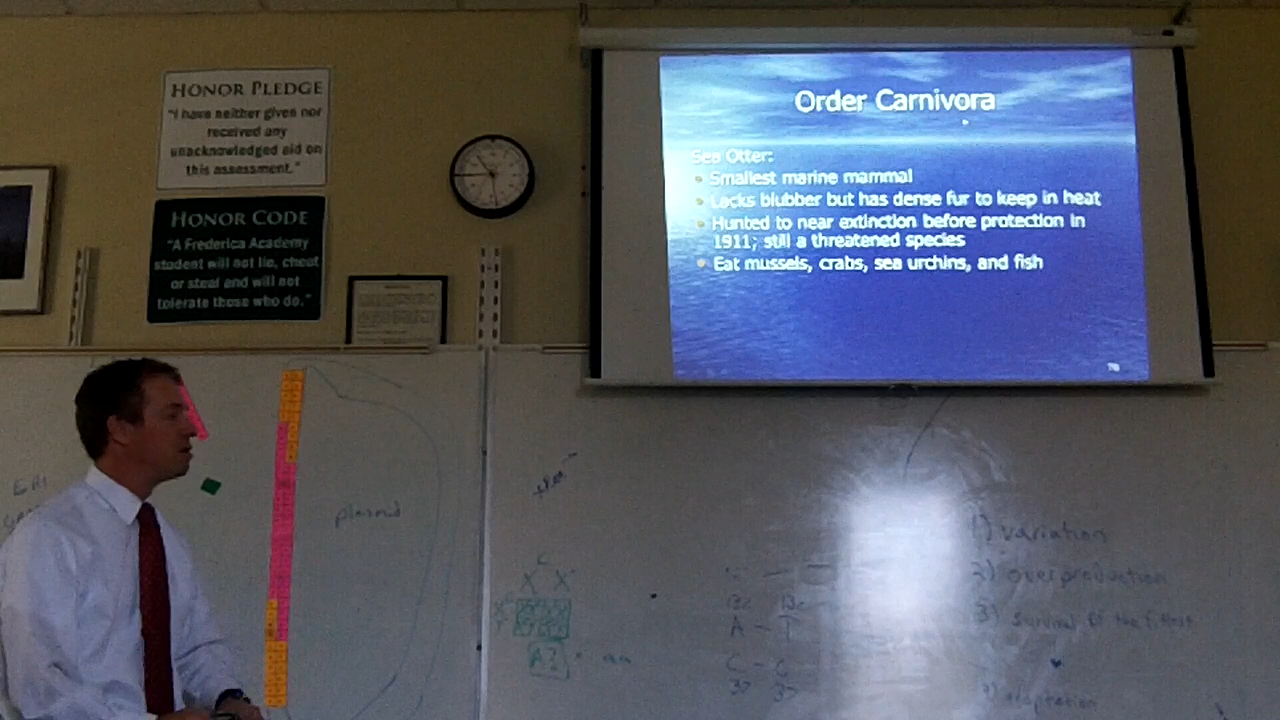 HONOR PLEDGE
"I have neither given nor
received any
unacknowledged aid on
this assessment."
HONOR CODE
"A Frederica Academy
student will not lie, cheat
or steal and will not
tolerate those who do."
Order Carnivora
Sea Otter:
Smallest marine mammal
Lacks blubber but has dense fur to keep in heat
Hunted to near extinction before protection in
1911; still a threatened species
Eat mussels, crabs, sea urchins, and fish
plasmid
C
X X
A - T
C - G
1) variation
2) overproduction
3) survival of the fittest
4) adaptation